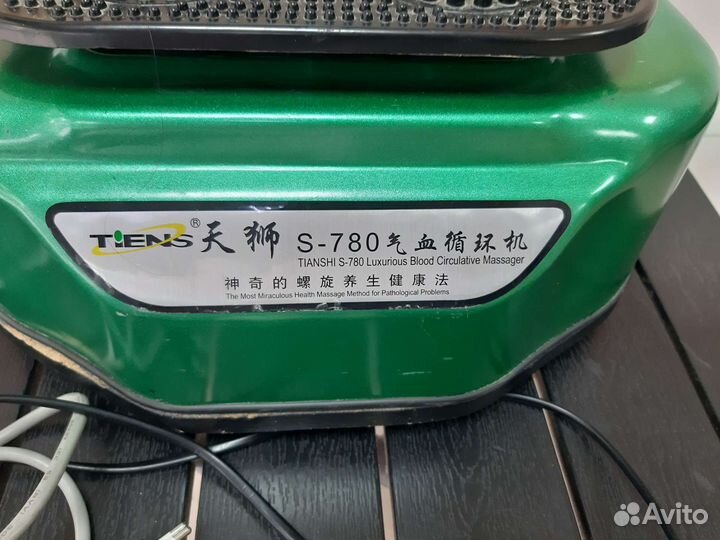 TIENS® 天狮 S-780气血循环机
TIANSHI S-780 Luxurious Blood Circulative Massager
神奇的螺旋养生健康法
The Most Miraculous Health Massage Method for Pathological Problems
Avito